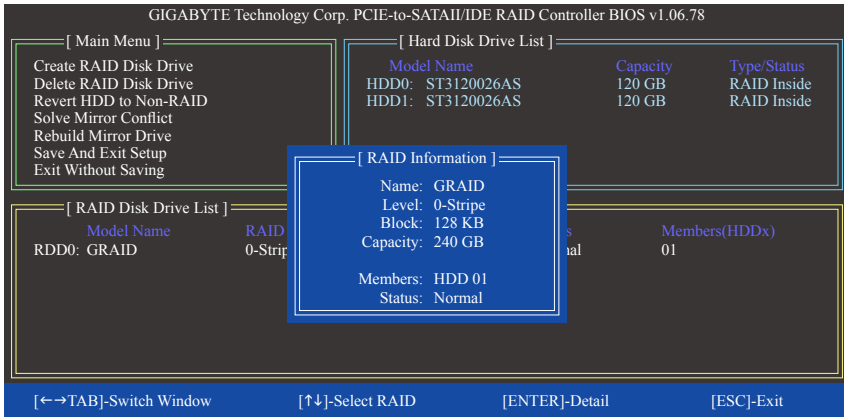 GIGABYTE Technology Corp. PCIE-to-SATAII/IDE RAID Controller BIOS v1.06.78
[ Main Menu ]
Create RAID Disk Drive
Delete RAID Disk Drive
Revert HDD to Non-RAID
Solve Mirror Conflict
Rebuild Mirror Drive
Save And Exit Setup
Exit Without Saving
[ Hard Disk Drive List ]
Model Name Capacity Type/Status
HDD0: ST3120026AS 120 GB RAID Inside
HDD1: ST3120026AS 120 GB RAID Inside
[ RAID Information ]
Name: GRAID
Level: 0-Stripe
Block: 128 KB
Capacity: 240 GB
Members: HDD 01
Status: Normal
[ RAID Disk Drive List ]
Model Name RAID Members(HDDx)
RDD0: GRAID 0-Strip 01
[←→TAB]-Switch Window [↑↓]-Select RAID [ENTER]-Detail [ESC]-Exit